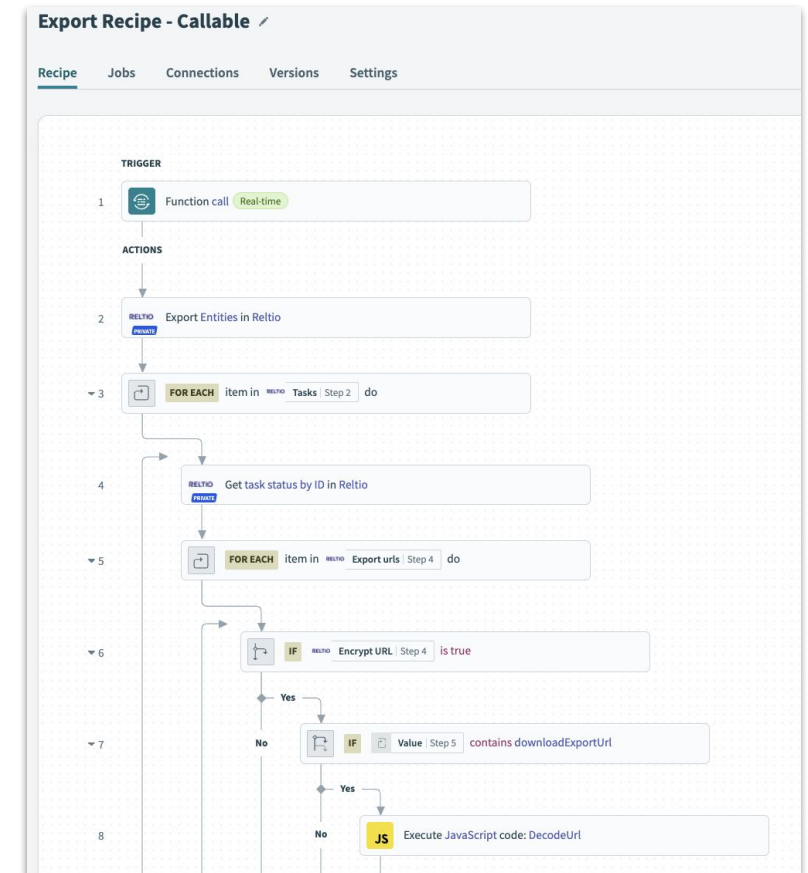 Export Recipe - Callable
Recipe Jobs Connections Versions Settings
TRIGGER
1 Function call Real-time
ACTIONS
2 RELTIO PRIVATE Export Entities in Reltio
3 FOR EACH item in RELTIO Tasks Step 2 do
4 RELTIO PRIVATE Get task status by ID in Reltio
5 FOR EACH item in RELTIO Export urls Step 4 do
6 IF RELTIO Encrypt URL Step 4 is true
Yes
7 No IF Value Step 5 contains downloadExportUrl
Yes
8 No JS Execute JavaScript code: DecodeUrl